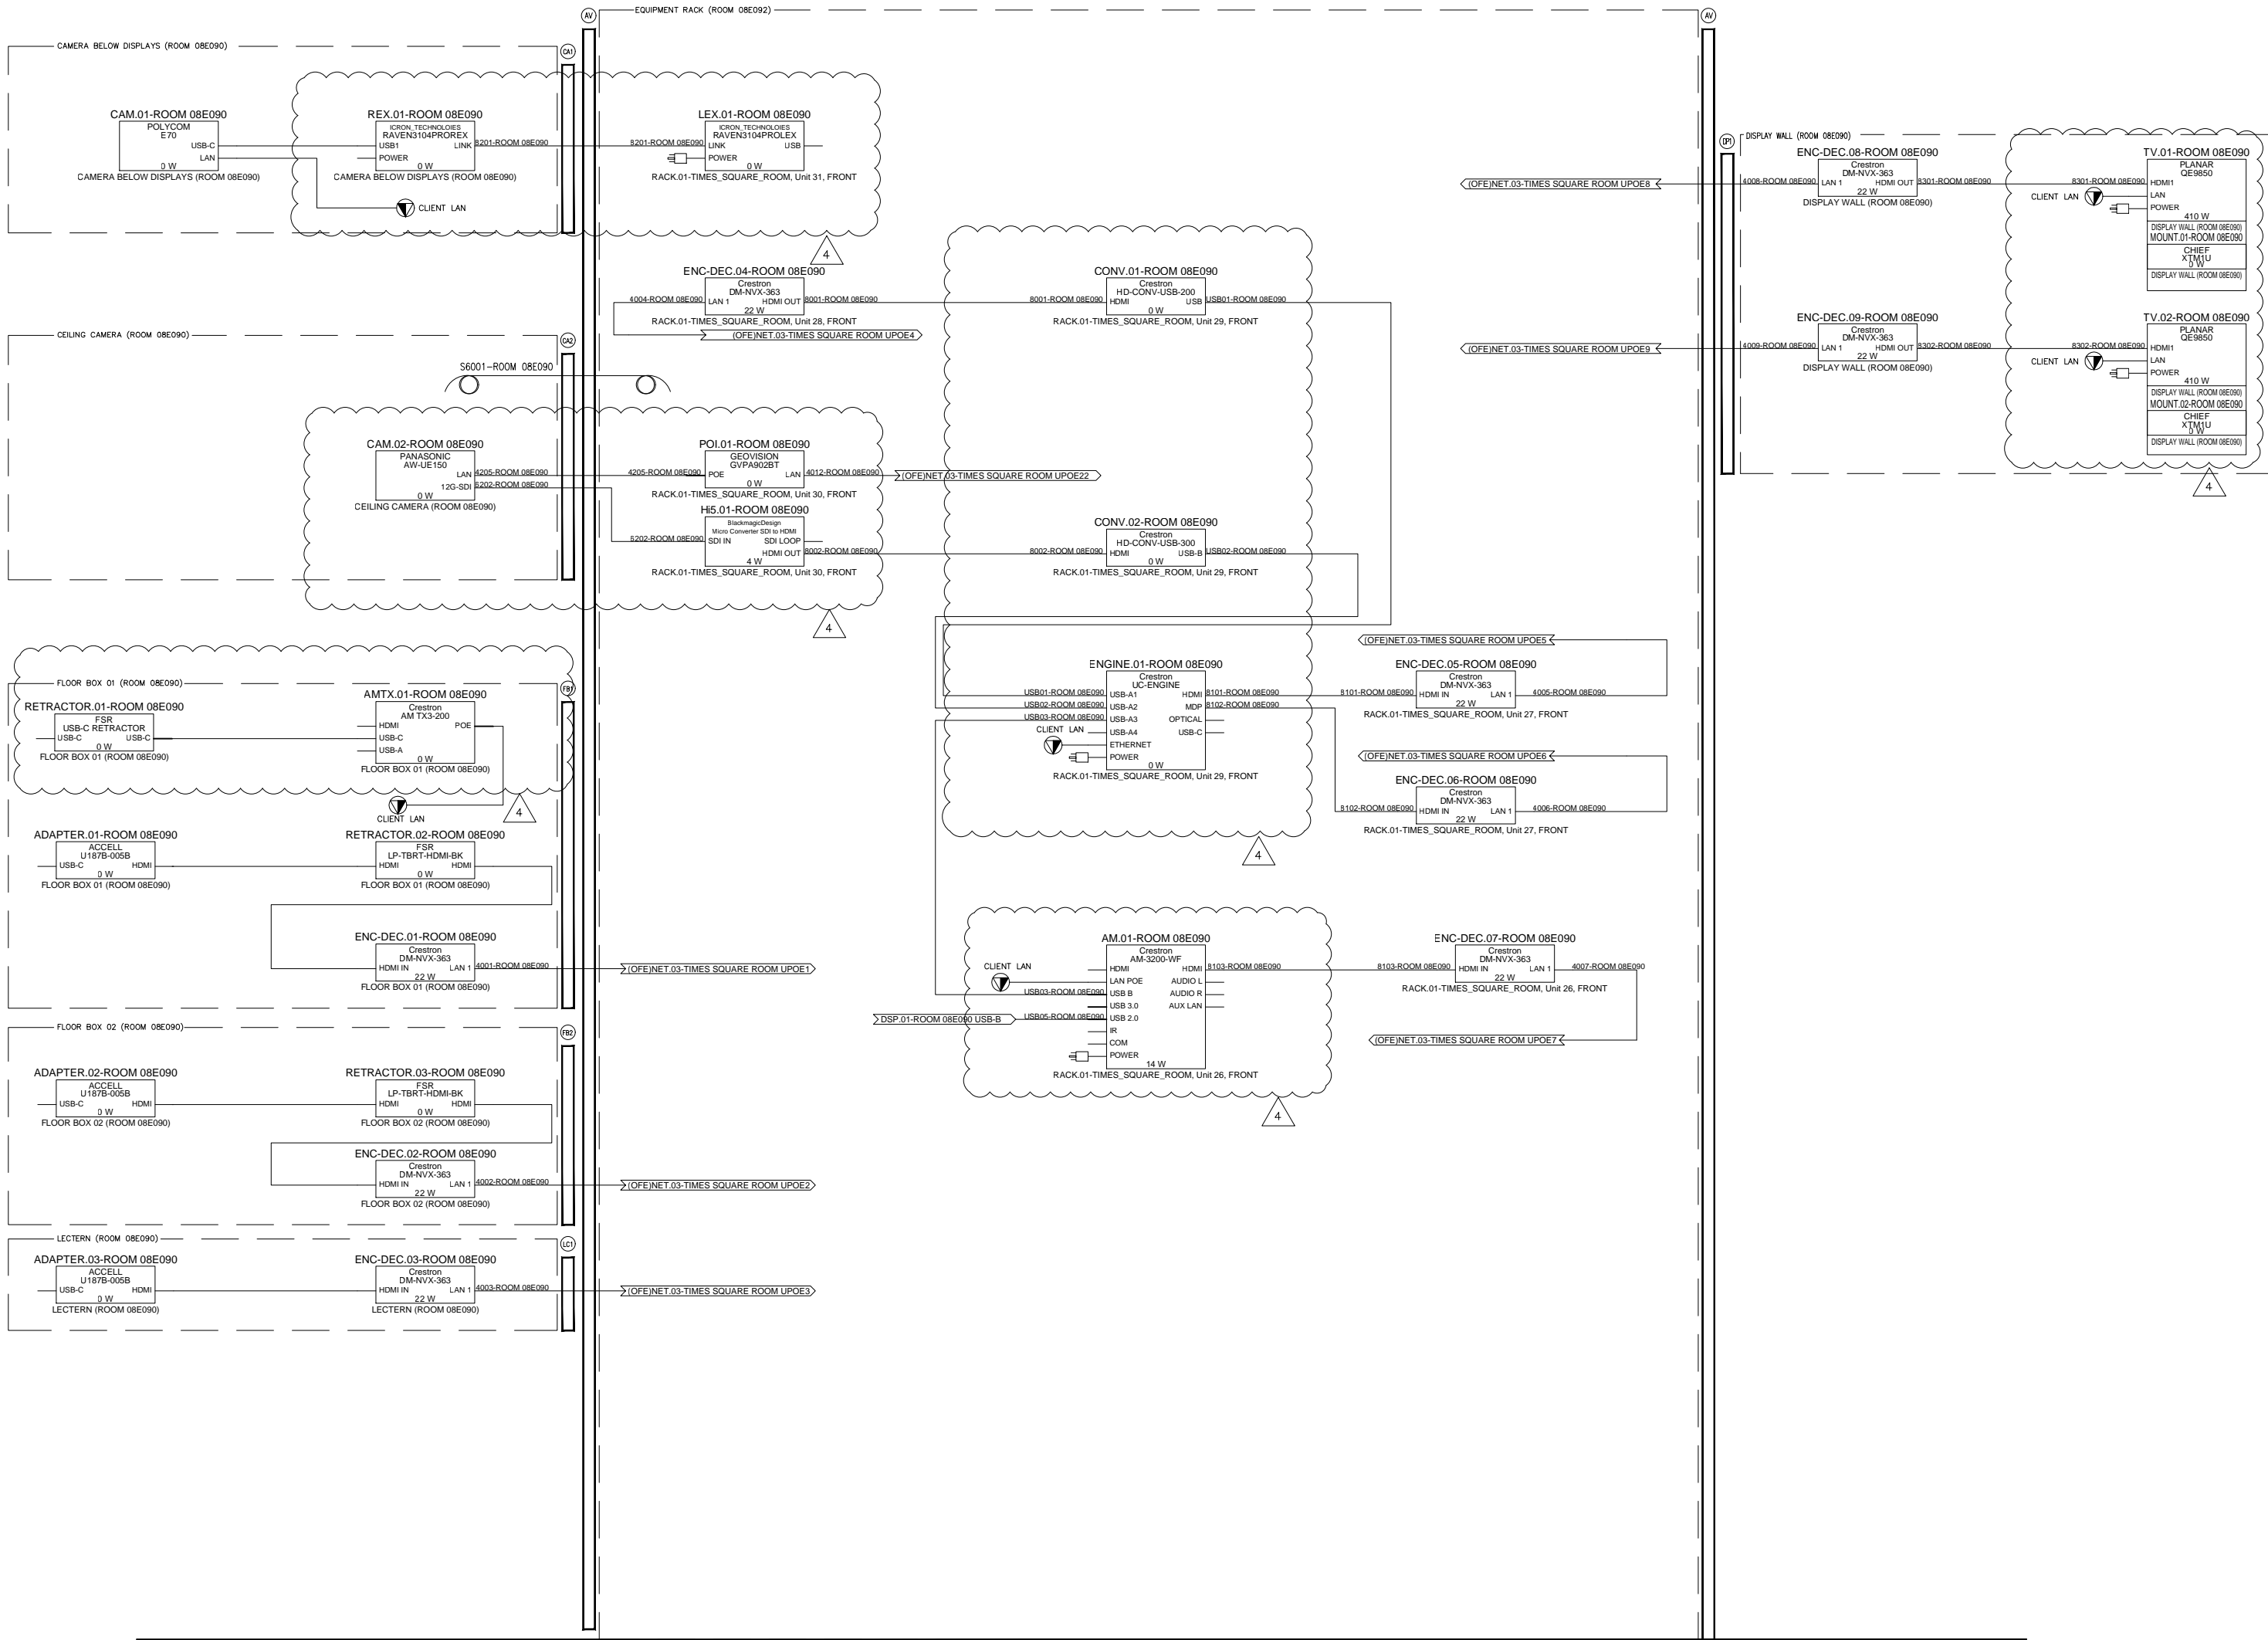 EQUIPMENT RACK (ROOM 08E092)
AV
AV
CAMERA BELOW DISPLAYS (ROOM 08E090)
CA1
CAM.01-ROOM 08E090
POLYCOM
E70
USB-C
LAN
0 W
CAMERA BELOW DISPLAYS (ROOM 08E090)
REX.01-ROOM 08E090
ICRON_TECHNOLOIES
RAVEN3104PROREX
USB1
LINK
POWER
0 W
CAMERA BELOW DISPLAYS (ROOM 08E090)
8201-ROOM 08E090
CLIENT LAN
8201-ROOM 08E090
LEX.01-ROOM 08E090
ICRON_TECHNOLOIES
RAVEN3104PROLEX
LINK
USB
POWER
0 W
RACK.01-TIMES_SQUARE_ROOM, Unit 31, FRONT
4
ENC-DEC.04-ROOM 08E090
Crestron
DM-NVX-363
4004-ROOM 08E090
LAN 1
HDMI OUT
8001-ROOM 08E090
22 W
RACK.01-TIMES_SQUARE_ROOM, Unit 28, FRONT
(OFE)NET.03-TIMES SQUARE ROOM UPOE4
CONV.01-ROOM 08E090
Crestron
HD-CONV-USB-200
8001-ROOM 08E090
HDMI
USB
USB01-ROOM 08E090
0 W
RACK.01-TIMES_SQUARE_ROOM, Unit 29, FRONT
DP1
DISPLAY WALL (ROOM 08E090)
(OFE)NET.03-TIMES SQUARE ROOM UPOE8
ENC-DEC.08-ROOM 08E090
Crestron
DM-NVX-363
4008-ROOM 08E090
LAN 1
HDMI OUT
8301-ROOM 08E090
22 W
DISPLAY WALL (ROOM 08E090)
TV.01-ROOM 08E090
PLANAR
QE9850
8301-ROOM 08E090
HDMI1
CLIENT LAN
LAN
POWER
410 W
DISPLAY WALL (ROOM 08E090)
MOUNT.01-ROOM 08E090
CHIEF
XTM1U
0 W
DISPLAY WALL (ROOM 08E090)
(OFE)NET.03-TIMES SQUARE ROOM UPOE9
ENC-DEC.09-ROOM 08E090
Crestron
DM-NVX-363
4009-ROOM 08E090
LAN 1
HDMI OUT
8302-ROOM 08E090
22 W
DISPLAY WALL (ROOM 08E090)
TV.02-ROOM 08E090
PLANAR
QE9850
8302-ROOM 08E090
HDMI1
CLIENT LAN
LAN
POWER
410 W
DISPLAY WALL (ROOM 08E090)
MOUNT.02-ROOM 08E090
CHIEF
XTM1U
0 W
DISPLAY WALL (ROOM 08E090)
4
CEILING CAMERA (ROOM 08E090)
CA2
S6001-ROOM 08E090
CAM.02-ROOM 08E090
PANASONIC
AW-UE150
LAN
4205-ROOM 08E090
12G-SDI
6202-ROOM 08E090
0 W
CEILING CAMERA (ROOM 08E090)
POI.01-ROOM 08E090
GEOVISION
GVPA902BT
4205-ROOM 08E090
POE
LAN
4012-ROOM 08E090
0 W
RACK.01-TIMES_SQUARE_ROOM, Unit 30, FRONT
(OFE)NET.03-TIMES SQUARE ROOM UPOE22
Hi5.01-ROOM 08E090
BlackmagicDesign
Micro Converter SDI to HDMI
6202-ROOM 08E090
SDI IN
SDI LOOP
HDMI OUT
8002-ROOM 08E090
4 W
RACK.01-TIMES_SQUARE_ROOM, Unit 30, FRONT
4
CONV.02-ROOM 08E090
Crestron
HD-CONV-USB-300
8002-ROOM 08E090
HDMI
USB-B
USB02-ROOM 08E090
0 W
RACK.01-TIMES_SQUARE_ROOM, Unit 29, FRONT
ENGINE.01-ROOM 08E090
Crestron
UC-ENGINE
USB01-ROOM 08E090
USB-A1
HDMI
8101-ROOM 08E090
USB02-ROOM 08E090
USB-A2
MDP
8102-ROOM 08E090
USB03-ROOM 08E090
USB-A3
OPTICAL
CLIENT LAN
USB-A4
USB-C
ETHERNET
POWER
0 W
RACK.01-TIMES_SQUARE_ROOM, Unit 29, FRONT
4
(OFE)NET.03-TIMES SQUARE ROOM UPOE5
ENC-DEC.05-ROOM 08E090
Crestron
DM-NVX-363
8101-ROOM 08E090
HDMI IN
LAN 1
4005-ROOM 08E090
22 W
RACK.01-TIMES_SQUARE_ROOM, Unit 27, FRONT
(OFE)NET.03-TIMES SQUARE ROOM UPOE6
ENC-DEC.06-ROOM 08E090
Crestron
DM-NVX-363
8102-ROOM 08E090
HDMI IN
LAN 1
4006-ROOM 08E090
22 W
RACK.01-TIMES_SQUARE_ROOM, Unit 27, FRONT
FLOOR BOX 01 (ROOM 08E090)
FB1
RETRACTOR.01-ROOM 08E090
FSR
USB-C RETRACTOR
USB-C
USB-C
0 W
FLOOR BOX 01 (ROOM 08E090)
AMTX.01-ROOM 08E090
Crestron
AM TX3-200
HDMI
POE
USB-C
USB-A
0 W
FLOOR BOX 01 (ROOM 08E090)
CLIENT LAN
4
ADAPTER.01-ROOM 08E090
ACCELL
U187B-005B
USB-C
HDMI
0 W
FLOOR BOX 01 (ROOM 08E090)
RETRACTOR.02-ROOM 08E090
FSR
LP-TBRT-HDMI-BK
HDMI
HDMI
0 W
FLOOR BOX 01 (ROOM 08E090)
ENC-DEC.01-ROOM 08E090
Crestron
DM-NVX-363
HDMI IN
LAN 1
4001-ROOM 08E090
22 W
FLOOR BOX 01 (ROOM 08E090)
(OFE)NET.03-TIMES SQUARE ROOM UPOE1
AM.01-ROOM 08E090
Crestron
AM-3200-WF
CLIENT LAN
HDMI
HDMI
8103-ROOM 08E090
LAN POE
AUDIO L
USB03-ROOM 08E090
USB B
AUDIO R
USB 3.0
AUX LAN
DSP.01-ROOM 08E090 USB-B
USB05-ROOM 08E090
USB 2.0
IR
COM
POWER
14 W
RACK.01-TIMES_SQUARE_ROOM, Unit 26, FRONT
4
ENC-DEC.07-ROOM 08E090
Crestron
DM-NVX-363
8103-ROOM 08E090
HDMI IN
LAN 1
4007-ROOM 08E090
22 W
RACK.01-TIMES_SQUARE_ROOM, Unit 26, FRONT
(OFE)NET.03-TIMES SQUARE ROOM UPOE7
FLOOR BOX 02 (ROOM 08E090)
FB2
ADAPTER.02-ROOM 08E090
ACCELL
U187B-005B
USB-C
HDMI
0 W
FLOOR BOX 02 (ROOM 08E090)
RETRACTOR.03-ROOM 08E090
FSR
LP-TBRT-HDMI-BK
HDMI
HDMI
0 W
FLOOR BOX 02 (ROOM 08E090)
ENC-DEC.02-ROOM 08E090
Crestron
DM-NVX-363
HDMI IN
LAN 1
4002-ROOM 08E090
22 W
FLOOR BOX 02 (ROOM 08E090)
(OFE)NET.03-TIMES SQUARE ROOM UPOE2
LECTERN (ROOM 08E090)
LC1
ADAPTER.03-ROOM 08E090
ACCELL
U187B-005B
USB-C
HDMI
0 W
LECTERN (ROOM 08E090)
ENC-DEC.03-ROOM 08E090
Crestron
DM-NVX-363
HDMI IN
LAN 1
4003-ROOM 08E090
22 W
LECTERN (ROOM 08E090)
(OFE)NET.03-TIMES SQUARE ROOM UPOE3